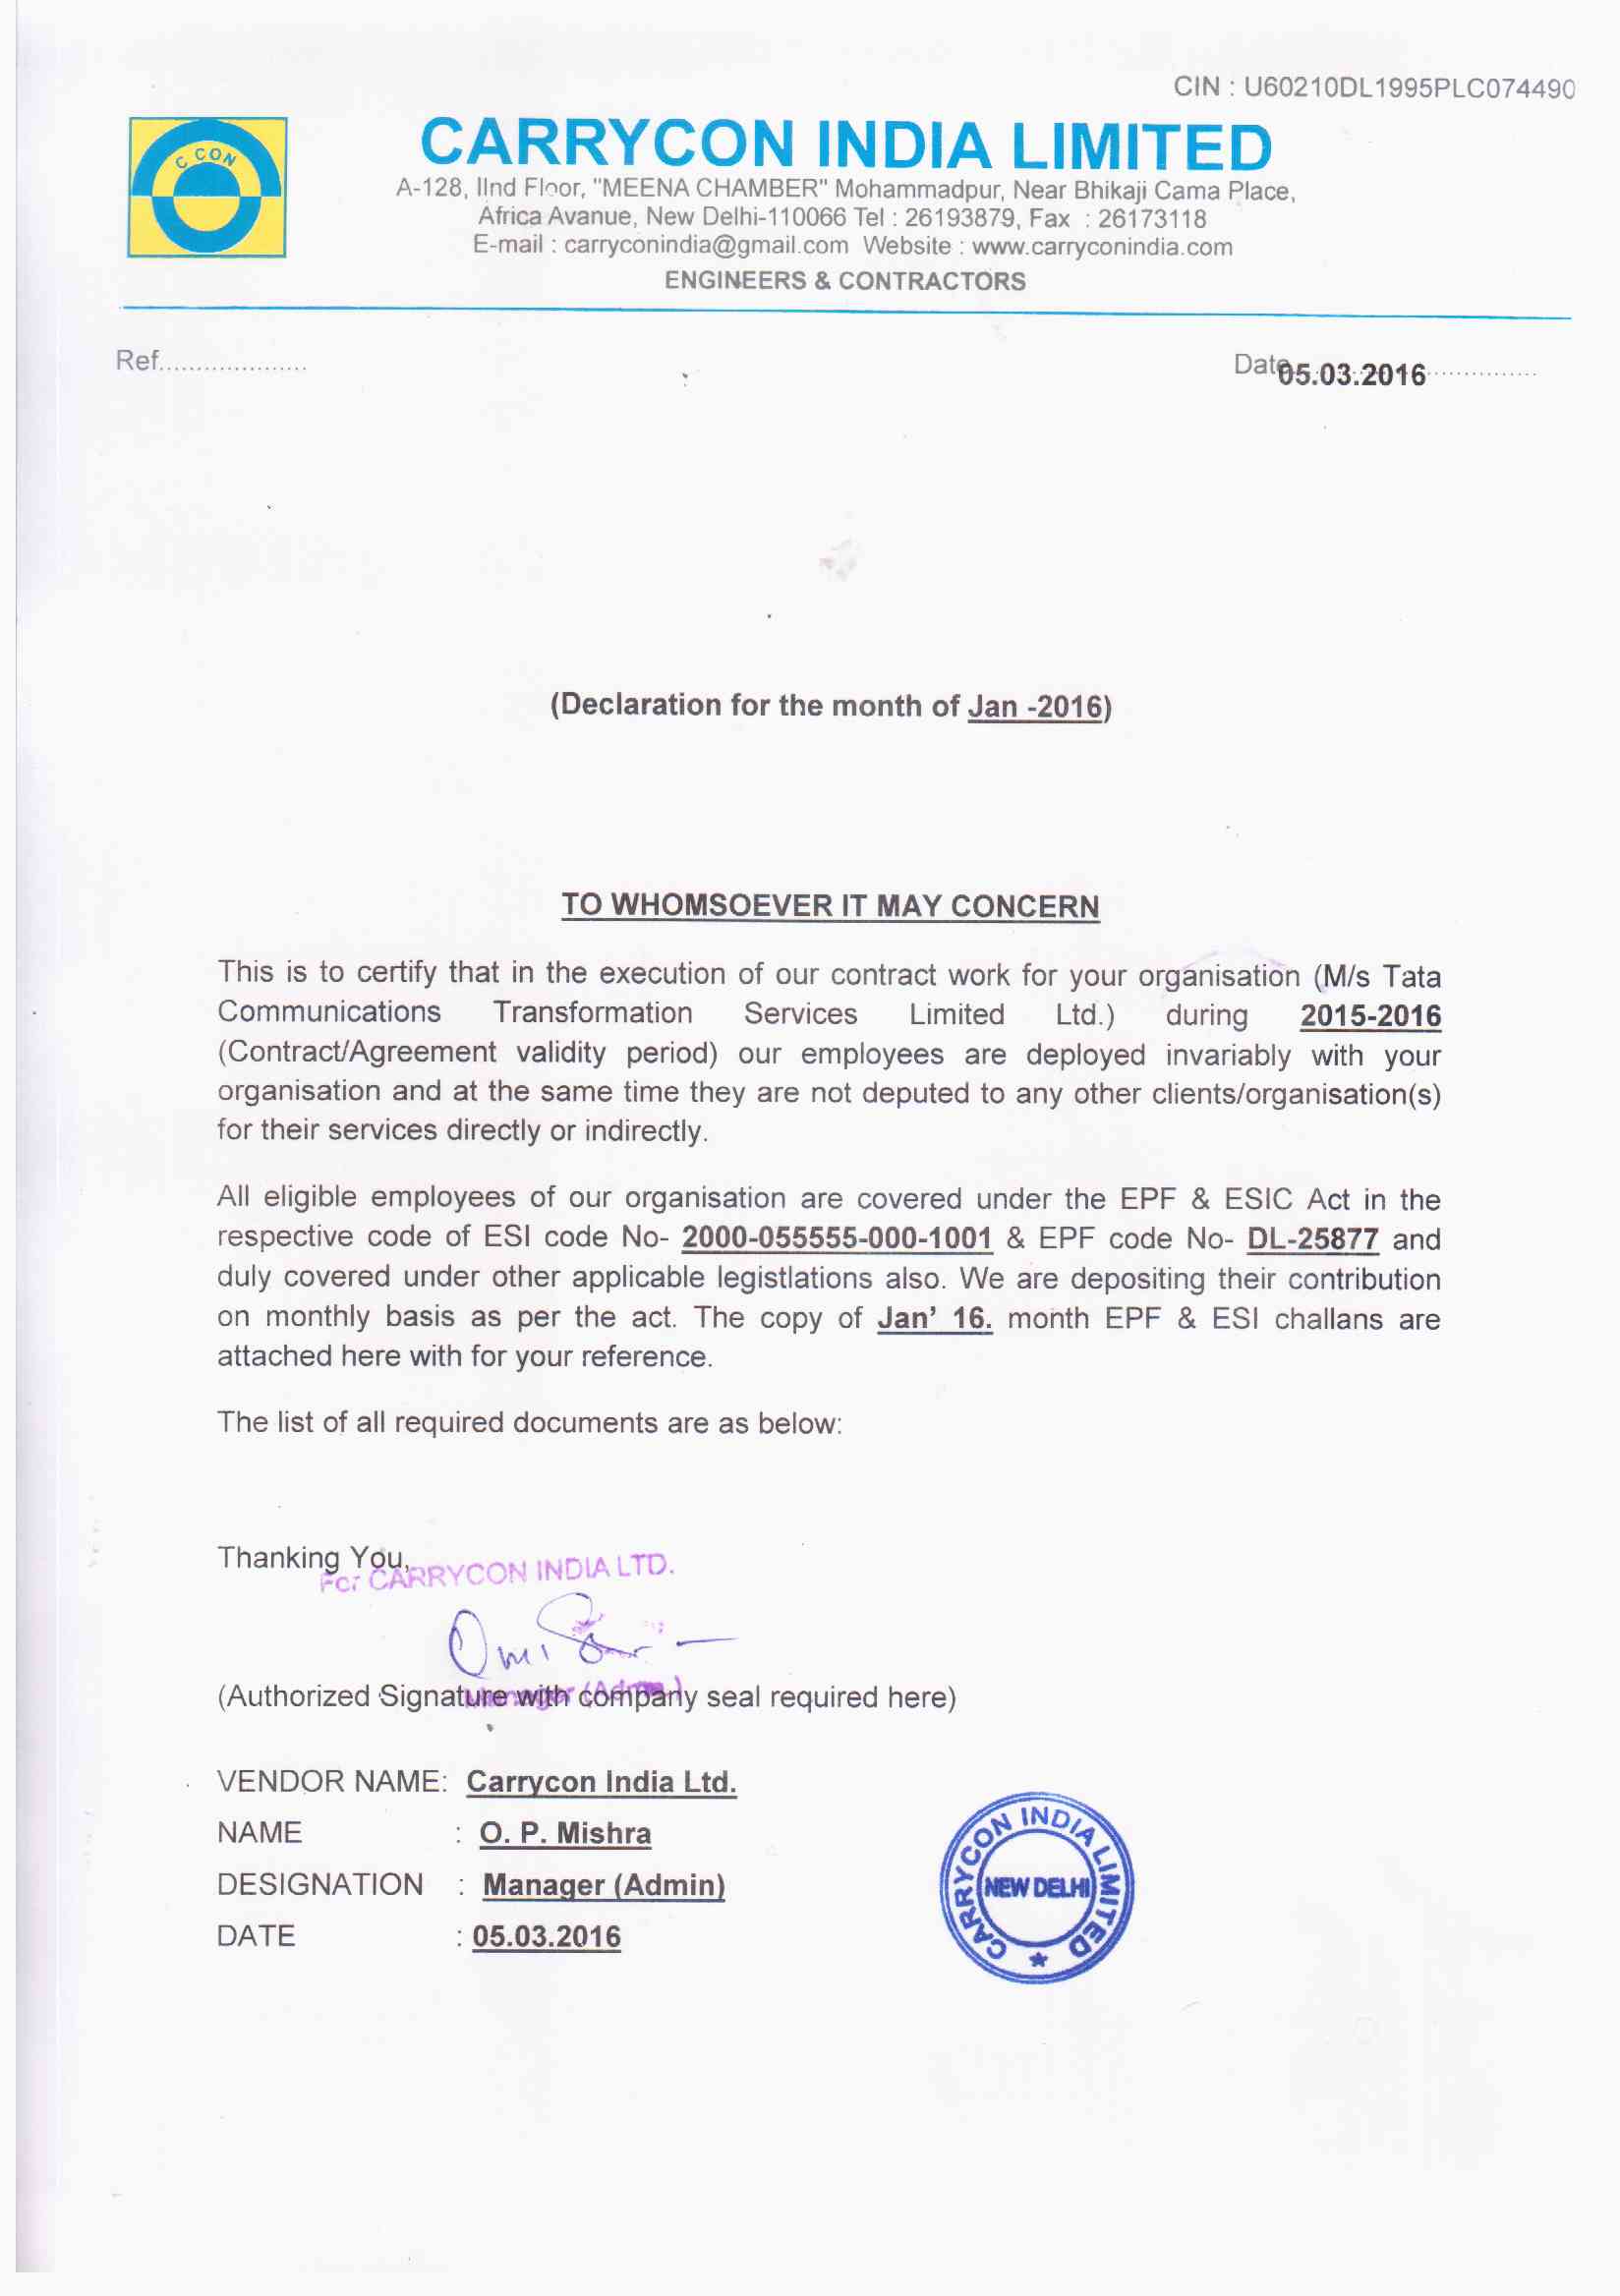 CIN : U60210DL1995PLC074490
C CON
CARRYCON INDIA LIMITED
A-128, IInd Floor, "MEENA CHAMBER" Mohammadpur, Near Bhikaji Cama Place,
Africa Avanue, New Delhi-110066 Tel : 26193879, Fax : 26173118
E-mail : carryconindia@gmail.com Website : www.carryconindia.com
ENGINEERS & CONTRACTORS
Ref....................
Date 05.03.2016
(Declaration for the month of Jan -2016)
TO WHOMSOEVER IT MAY CONCERN
This is to certify that in the execution of our contract work for your organisation (M/s Tata
Communications Transformation Services Limited Ltd.) during 2015-2016
(Contract/Agreement validity period) our employees are deployed invariably with your
organisation and at the same time they are not deputed to any other clients/organisation(s)
for their services directly or indirectly.
All eligible employees of our organisation are covered under the EPF & ESIC Act in the
respective code of ESI code No- 2000-055555-000-1001 & EPF code No- DL-25877 and
duly covered under other applicable legistlations also. We are depositing their contribution
on monthly basis as per the act. The copy of Jan' 16. month EPF & ESI challans are
attached here with for your reference.
The list of all required documents are as below:
Thanking You,
For CARRYCON INDIA LTD.
Manager (Admn.)
(Authorized Signature with company seal required here)
VENDOR NAME: Carrycon India Ltd.
NAME : O. P. Mishra
DESIGNATION : Manager (Admin)
DATE : 05.03.2016
CARRYCON INDIA LIMITED
NEW DELHI